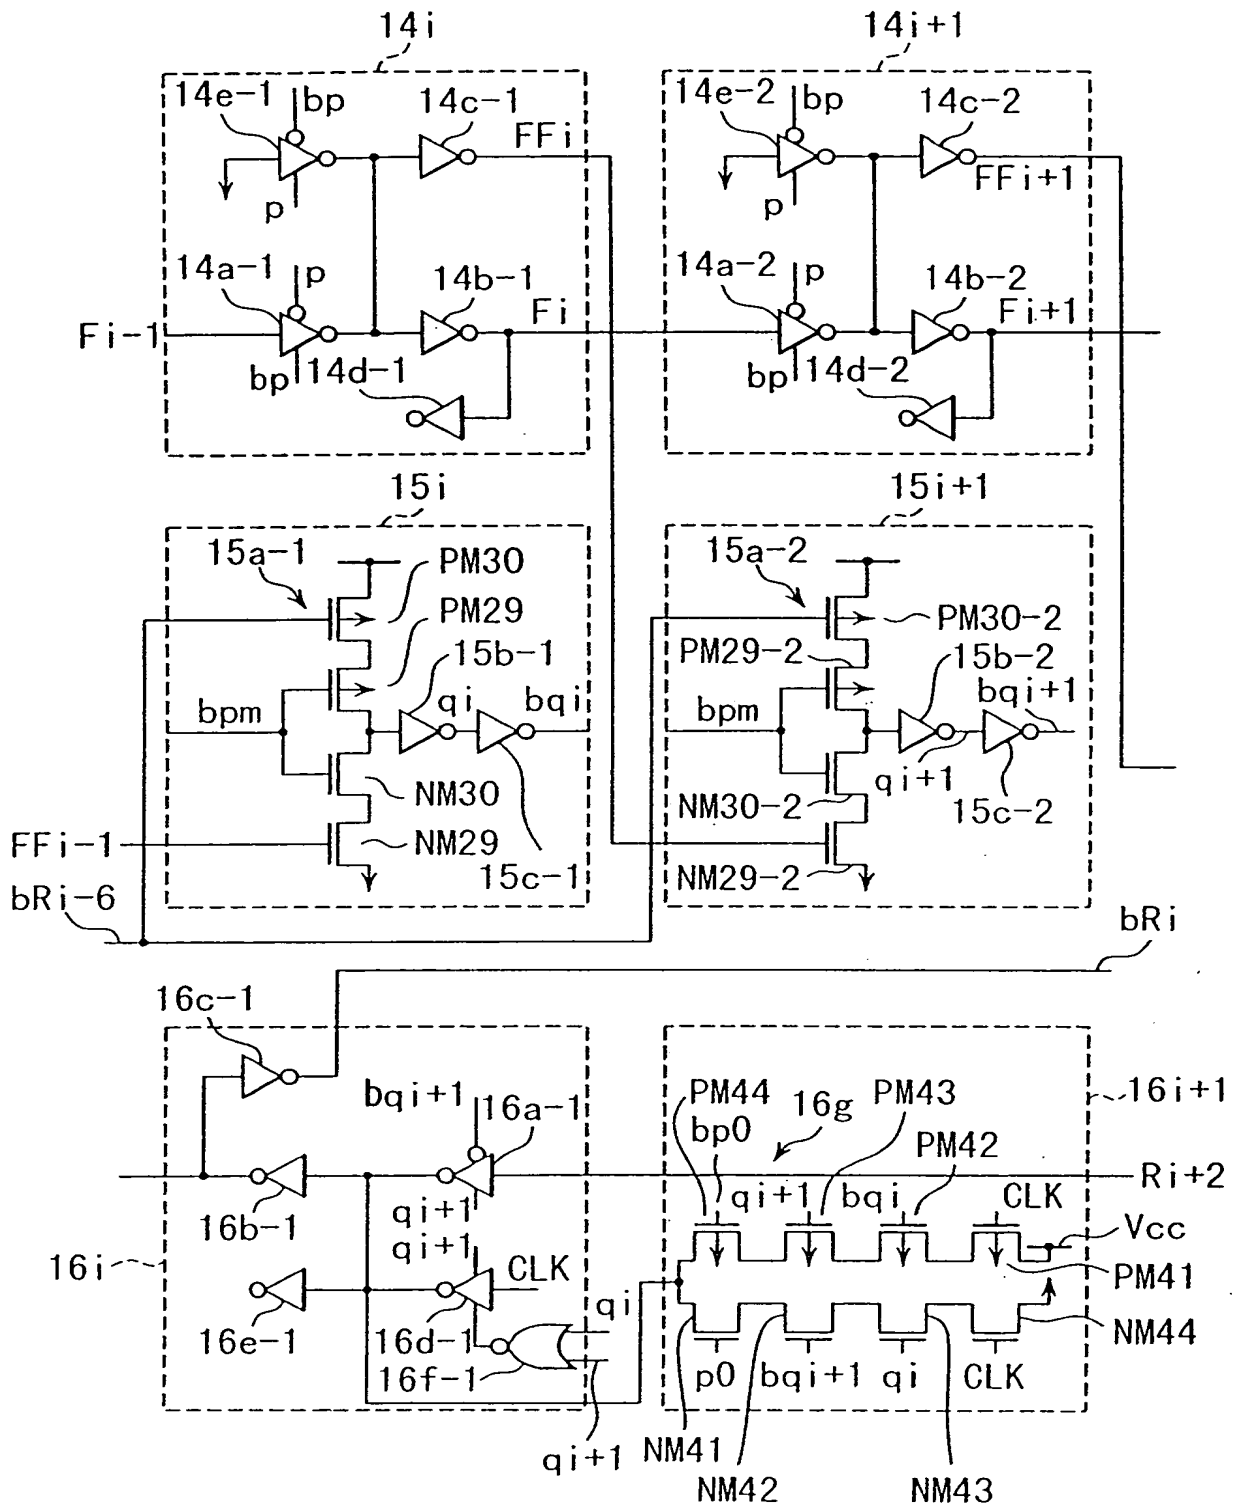 14i
14i+1
14e-1
bp
14c-1
FFi
14e-2
bp
14c-2
FFi+1
p
p
14a-1
p
14b-1
Fi
14a-2
p
14b-2
Fi+1
Fi-1
bp
14d-1
bp
14d-2
15i
15i+1
15a-1
PM30
15a-2
PM29
PM30-2
15b-1
PM29-2
15b-2
bpm
qi
bqi
bpm
bqi+1
qi+1
NM30
NM30-2
15c-2
FFi-1
NM29
15c-1
NM29-2
bRi-6
bRi
16c-1
bqi+1
16a-1
PM44
16g
PM43
16i+1
bp0
PM42
Ri+2
qi+1
bqi
CLK
16b-1
qi+1
Vcc
16i
qi+1
CLK
PM41
qi
16e-1
16d-1
NM44
16f-1
p0
bqi+1
qi
CLK
qi+1
NM41
NM42
NM43